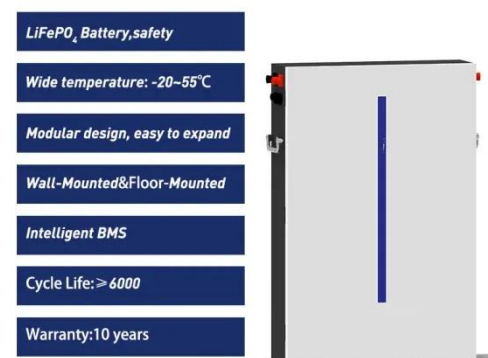 LiFePO₄ Battery,safety
Wide temperature: -20~55℃
Modular design, easy to expand
Wall-Mounted&Floor-Mounted
Intelligent BMS
Cycle Life:≥6000
Warranty:10 years